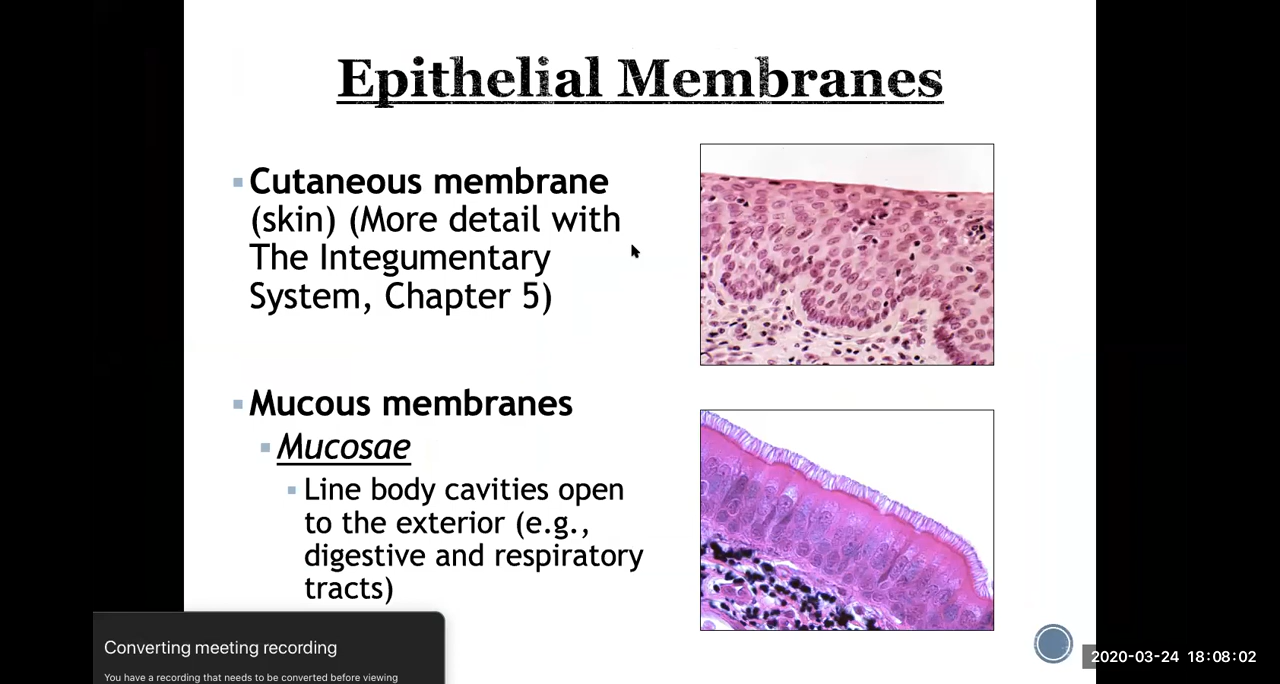 Epithelial Membranes
Cutaneous membrane
(skin) (More detail with
The Integumentary
System, Chapter 5)
Mucous membranes
Mucosae
Line body cavities open
to the exterior (e.g.,
digestive and respiratory
tracts)
Converting meeting recording
You have a recording that needs to be converted before viewing
2020-03-24 18:08:02